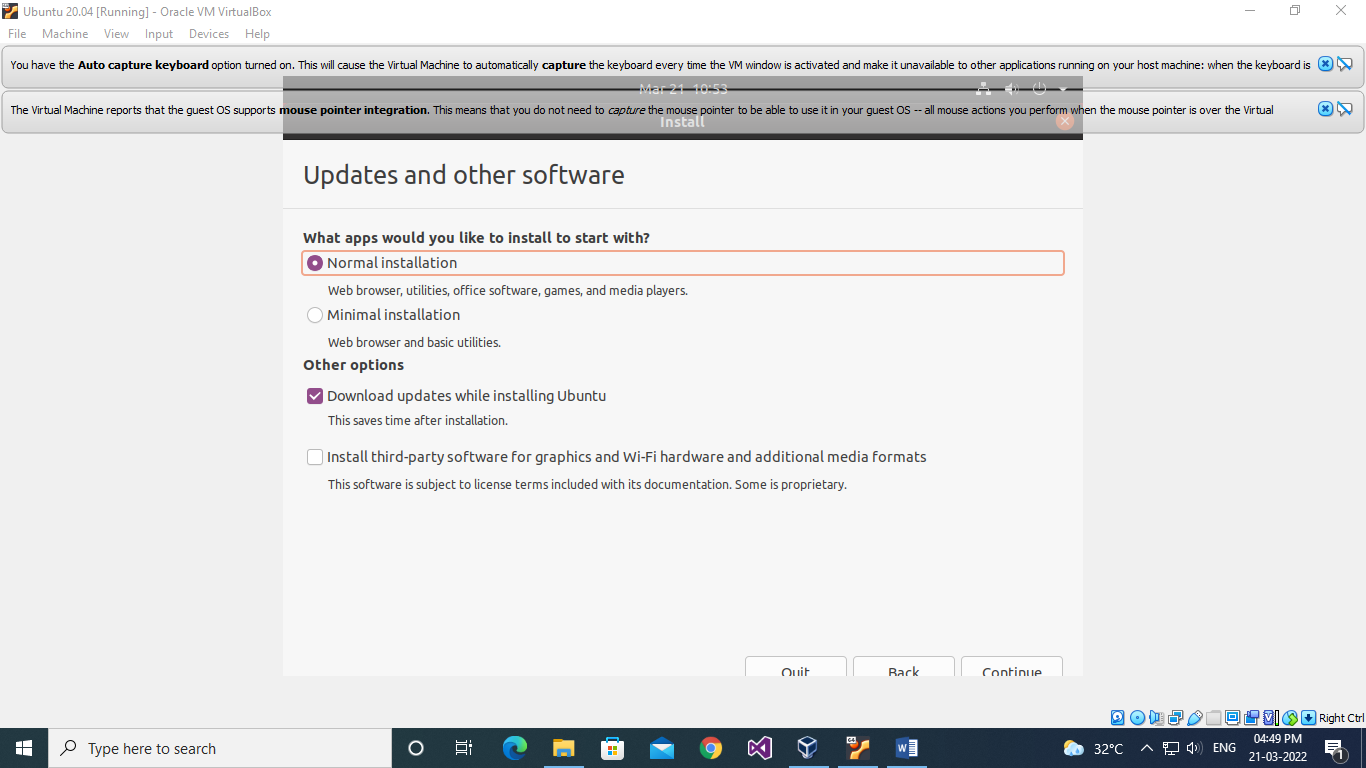 Ubuntu 20.04 [Running] - Oracle VM VirtualBox
File Machine View Input Devices Help
You have the Auto capture keyboard option turned on. This will cause the Virtual Machine to automatically capture the keyboard every time the VM window is activated and make it unavailable to other applications running on your host machine: when the keyboard is
Mar 21 10:53
The Virtual Machine reports that the guest OS supports mouse pointer integration. This means that you do not need to capture the mouse pointer to be able to use it in your guest OS -- all mouse actions you perform when the mouse pointer is over the Virtual
Install
Updates and other software
What apps would you like to install to start with?
Normal installation
Web browser, utilities, office software, games, and media players.
Minimal installation
Web browser and basic utilities.
Other options
Download updates while installing Ubuntu
This saves time after installation.
Install third-party software for graphics and Wi-Fi hardware and additional media formats
This software is subject to license terms included with its documentation. Some is proprietary.
Quit Back Continue
Right Ctrl
Type here to search
32°C
ENG
04:49 PM
21-03-2022
1